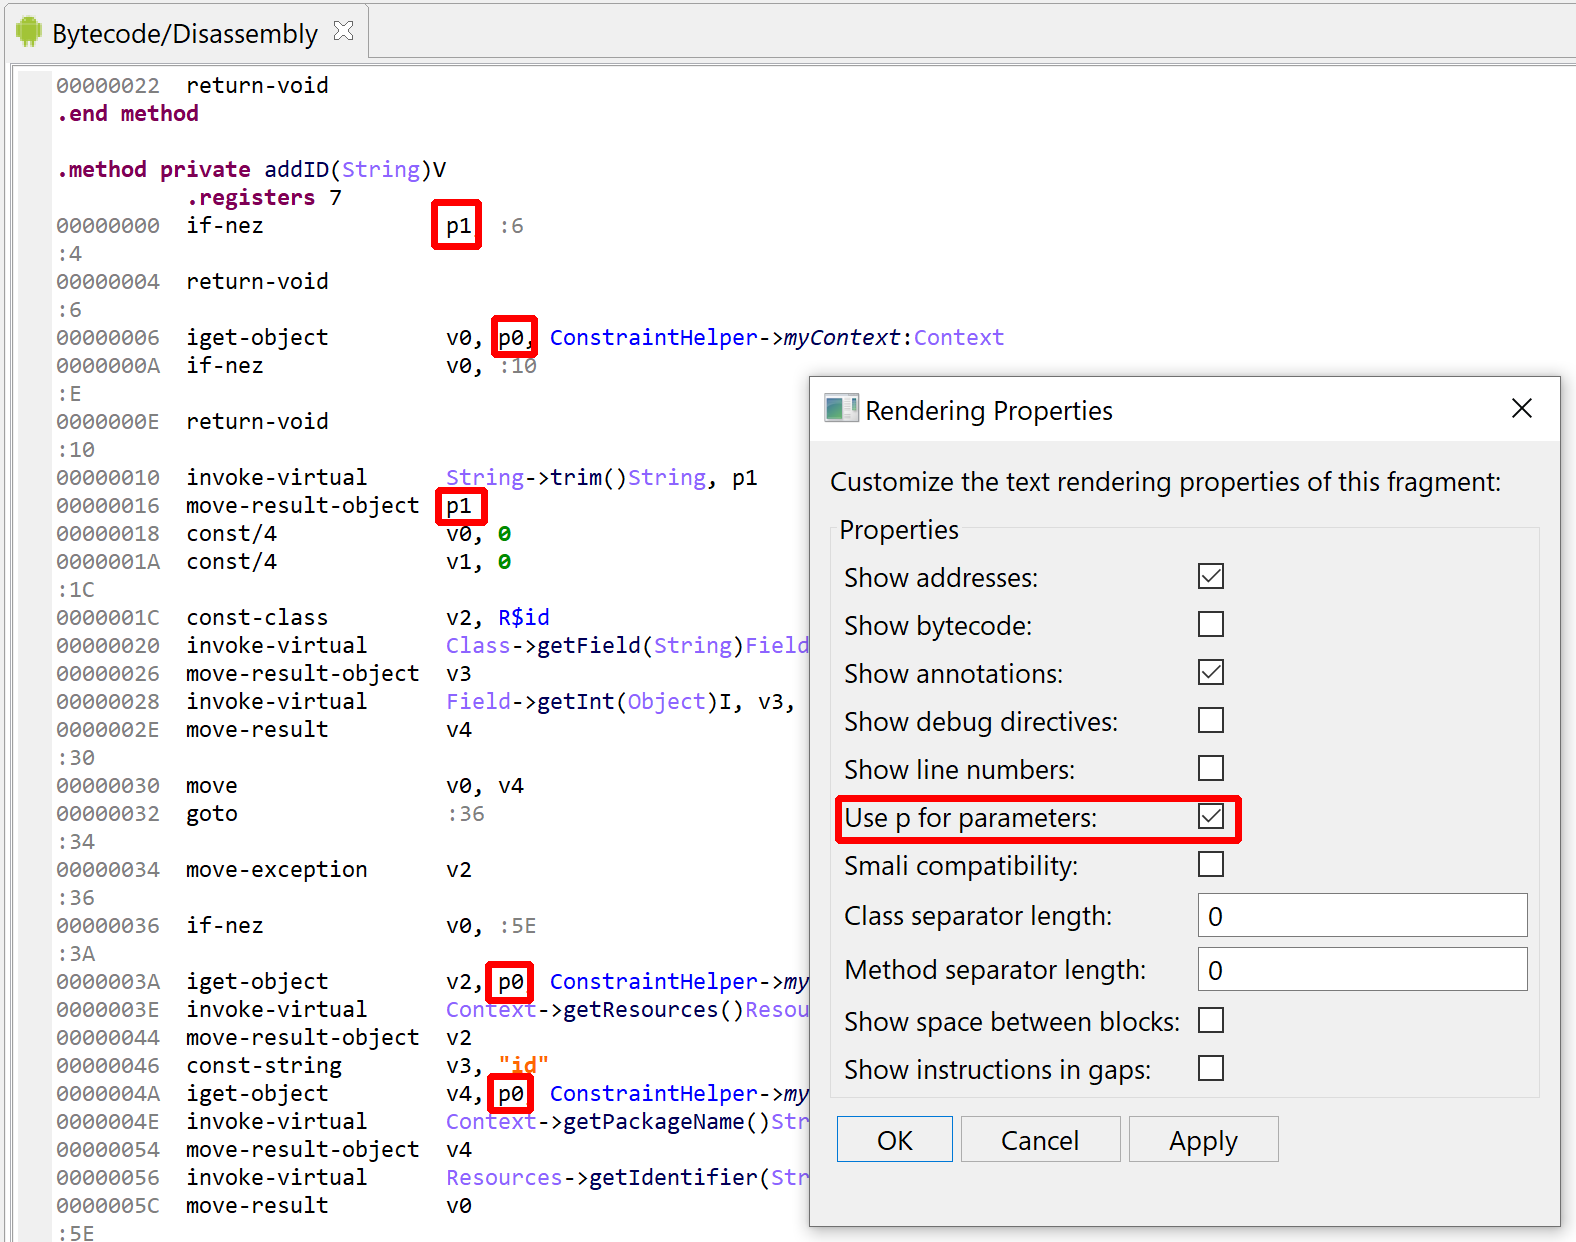 Bytecode/Disassembly
00000022 return-void
.end method
.method private addID(String)V
.registers 7
00000000 if-nez p1 :6
:4
00000004 return-void
:6
00000006 iget-object v0, p0, ConstraintHelper->myContext:Context
0000000A if-nez v0, :10
:E
0000000E return-void
:10
00000010 invoke-virtual String->trim()String, p1
00000016 move-result-object p1
00000018 const/4 v0, 0
0000001A const/4 v1, 0
:1C
0000001C const-class v2, R$id
00000020 invoke-virtual Class->getField(String)Field
00000026 move-result-object v3
00000028 invoke-virtual Field->getInt(Object)I, v3,
0000002E move-result v4
:30
00000030 move v0, v4
00000032 goto :36
:34
00000034 move-exception v2
:36
00000036 if-nez v0, :5E
:3A
0000003A iget-object v2, p0 ConstraintHelper->my
0000003E invoke-virtual Context->getResources()Resou
00000044 move-result-object v2
00000046 const-string v3, "id"
0000004A iget-object v4, p0 ConstraintHelper->my
0000004E invoke-virtual Context->getPackageName()Str
00000054 move-result-object v4
00000056 invoke-virtual Resources->getIdentifier(Str
0000005C move-result v0
:5E
Rendering Properties
Customize the text rendering properties of this fragment:
Properties
Show addresses:
Show bytecode:
Show annotations:
Show debug directives:
Show line numbers:
Use p for parameters:
Smali compatibility:
Class separator length: 0
Method separator length: 0
Show space between blocks:
Show instructions in gaps:
OK Cancel Apply